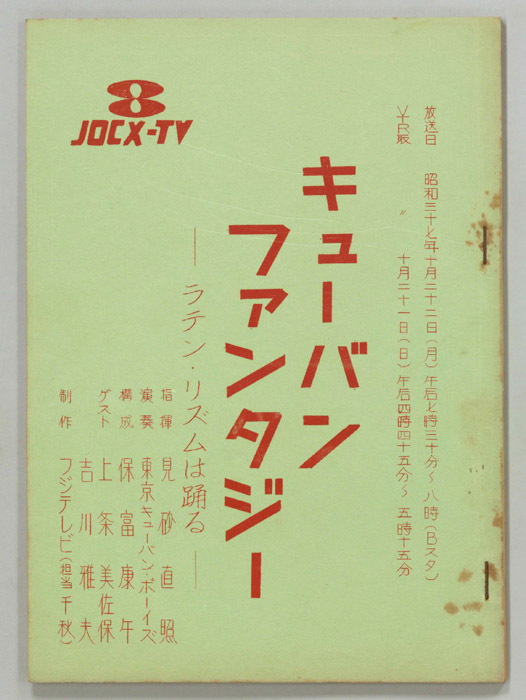 JOCX-TV
放送日　昭和三十七年十月二十二日（月）午后七時三十分～八時（Bスタ）
VTR取　〃　十月二十一日（日）午后四時四十五分～五時十五分
キューバン
ファンタジー
―ラテン・リズムは踊る―
指揮　見砂直照
演奏　東京キューバン・ボーイズ
構成　保富康午
ゲスト　上条美佐保
吉川雅夫
制作　フジテレビ（担当千秋）